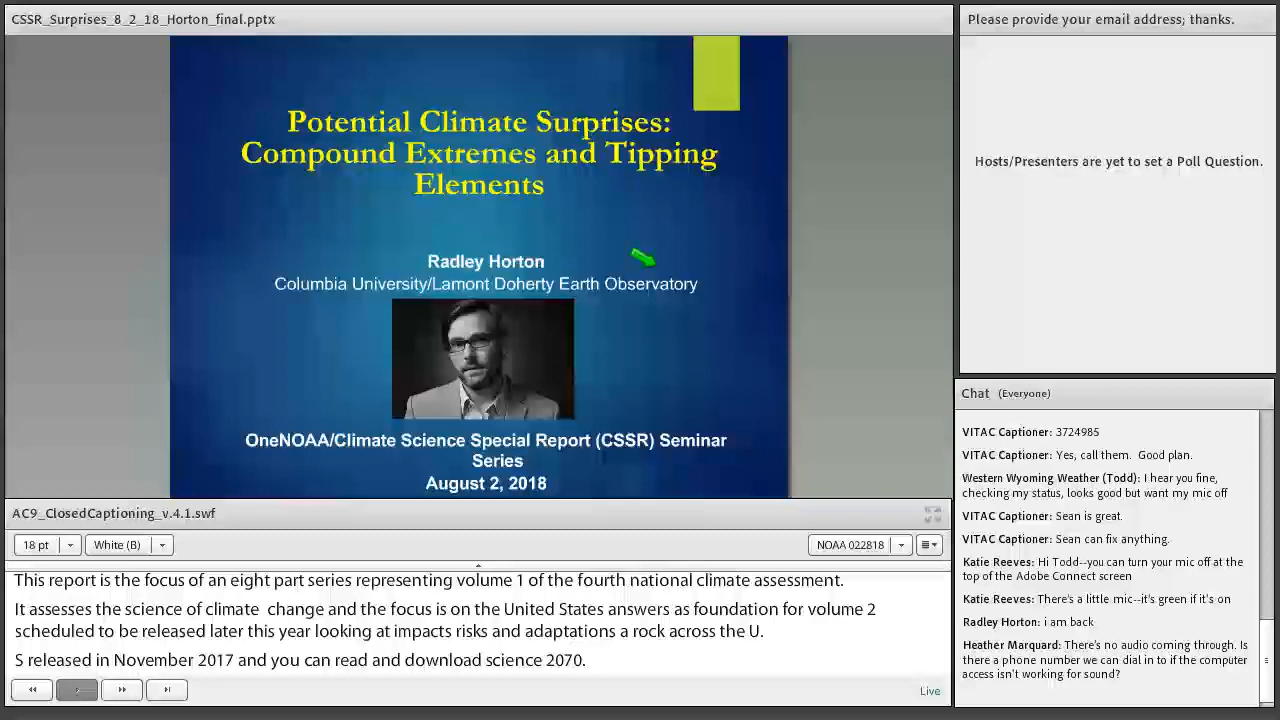 CSSR_Surprises_8_2_18_Horton_final.pptx
Potential Climate Surprises:
Compound Extremes and Tipping
Elements
Radley Horton
Columbia University/Lamont Doherty Earth Observatory
OneNOAA/Climate Science Special Report (CSSR) Seminar
Series
August 2, 2018
AC9_ClosedCaptioning_v.4.1.swf
18 pt
White (B)
NOAA 022818
This report is the focus of an eight part series representing volume 1 of the fourth national climate assessment.
It assesses the science of climate  change and the focus is on the United States answers as foundation for volume 2
scheduled to be released later this year looking at impacts risks and adaptations a rock across the U.
S released in November 2017 and you can read and download science 2070.
Live
Please provide your email address; thanks.
Hosts/Presenters are yet to set a Poll Question.
Chat (Everyone)
VITAC Captioner: 3724985
VITAC Captioner: Yes, call them.  Good plan.
Western Wyoming Weather (Todd): I hear you fine,
checking my status, looks good but want my mic off
VITAC Captioner: Sean is great.
VITAC Captioner: Sean can fix anything.
Katie Reeves: Hi Todd--you can turn your mic off at the
top of the Adobe Connect screen
Katie Reeves: There's a little mic--it's green if it's on
Radley Horton: i am back
Heather Marquard: There's no audio coming through. Is
there a phone number we can dial in to if the computer
access isn't working for sound?